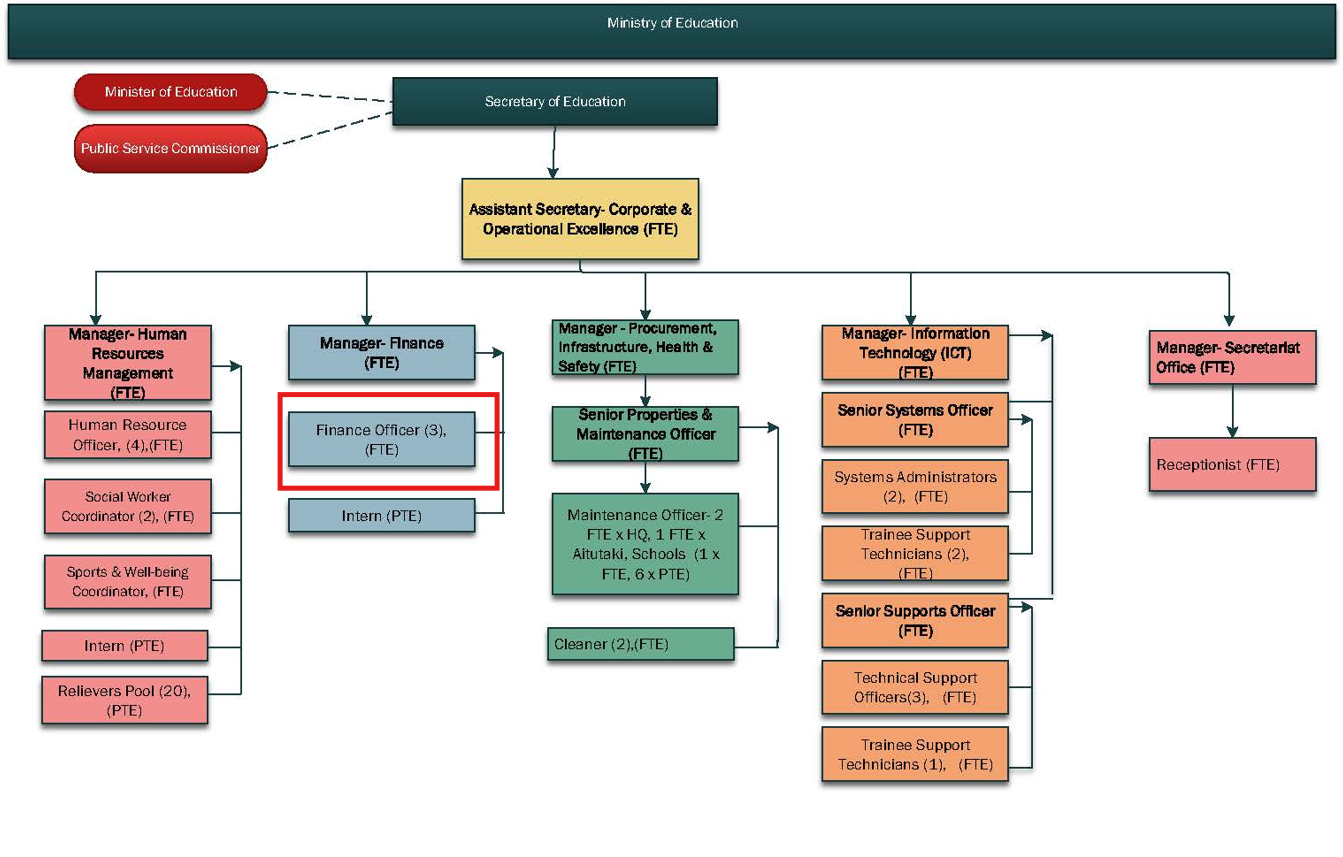 Ministry of Education
Minister of Education
Secretary of Education
Public Service Commissioner
Assistant Secretary- Corporate &
Operational Excellence (FTE)
Manager- Human
Resources
Management
(FTE)
Human Resource
Officer, (4),(FTE)
Social Worker
Coordinator (2), (FTE)
Sports & Well-being
Coordinator, (FTE)
Intern (PTE)
Relievers Pool (20),
(PTE)
Manager- Finance
(FTE)
Finance Officer (3),
(FTE)
Intern (PTE)
Manager - Procurement,
Infrastructure, Health &
Safety (FTE)
Senior Properties &
Maintenance Officer
(FTE)
Maintenance Officer- 2
FTE x HQ, 1 FTE x
Aitutaki, Schools (1 x
FTE, 6 x PTE)
Cleaner (2),(FTE)
Manager- Information
Technology (ICT)
(FTE)
Senior Systems Officer
(FTE)
Systems Administrators
(2), (FTE)
Trainee Support
Technicians (2),
(FTE)
Senior Supports Officer
(FTE)
Technical Support
Officers(3), (FTE)
Trainee Support
Technicians (1), (FTE)
Manager- Secretariat
Office (FTE)
Receptionist (FTE)